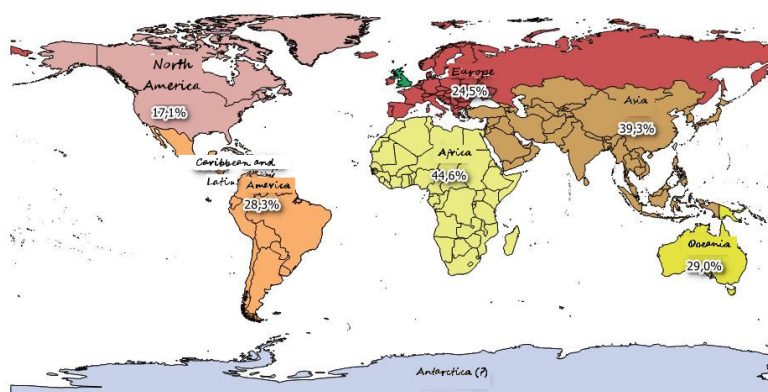 North
America
17,1%
Europe
24,5%
Asia
39,3%
Africa
44,6%
Caribbean and
Latin
America
28,3%
Oceania
29,0%
Antarctica (?)